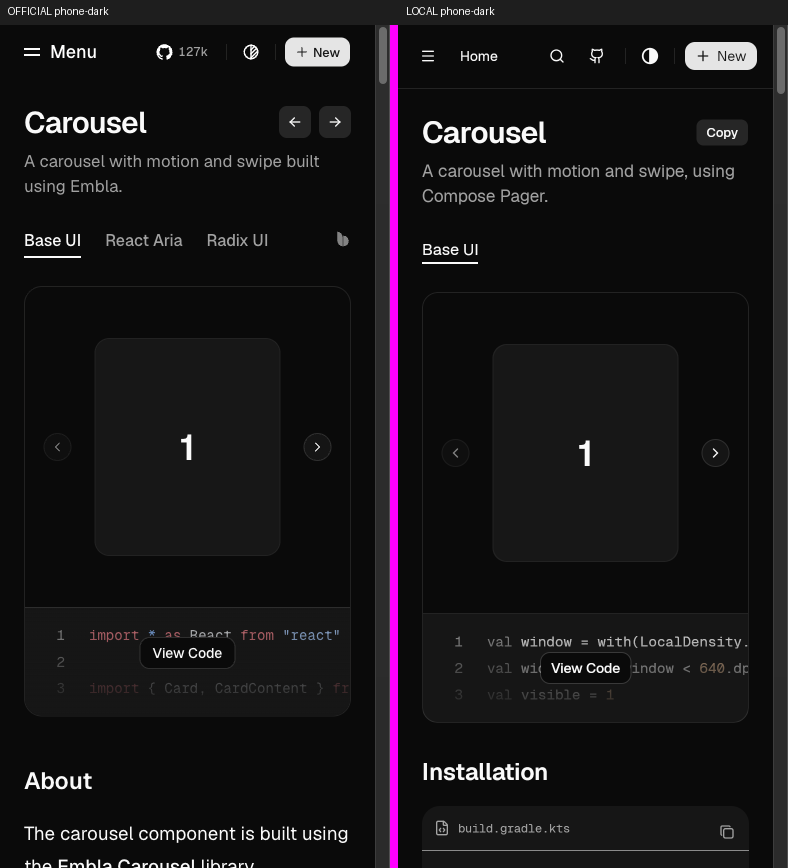 OFFICIAL phone-dark
Menu
127k
New
Carousel
A carousel with motion and swipe built
using Embla.
Base UI
React Aria
Radix UI
1
1 import * as React from "react"
2
View Code
3 import { Card, CardContent } fr
About
The carousel component is built using
the Embla Carousel library.
LOCAL phone-dark
Home
New
Carousel
Copy
A carousel with motion and swipe, using
Compose Pager.
Base UI
1
1 val window = with(LocalDensity.
2 val wi indow < 640.dp
View Code
3 val visible = 1
Installation
build.gradle.kts